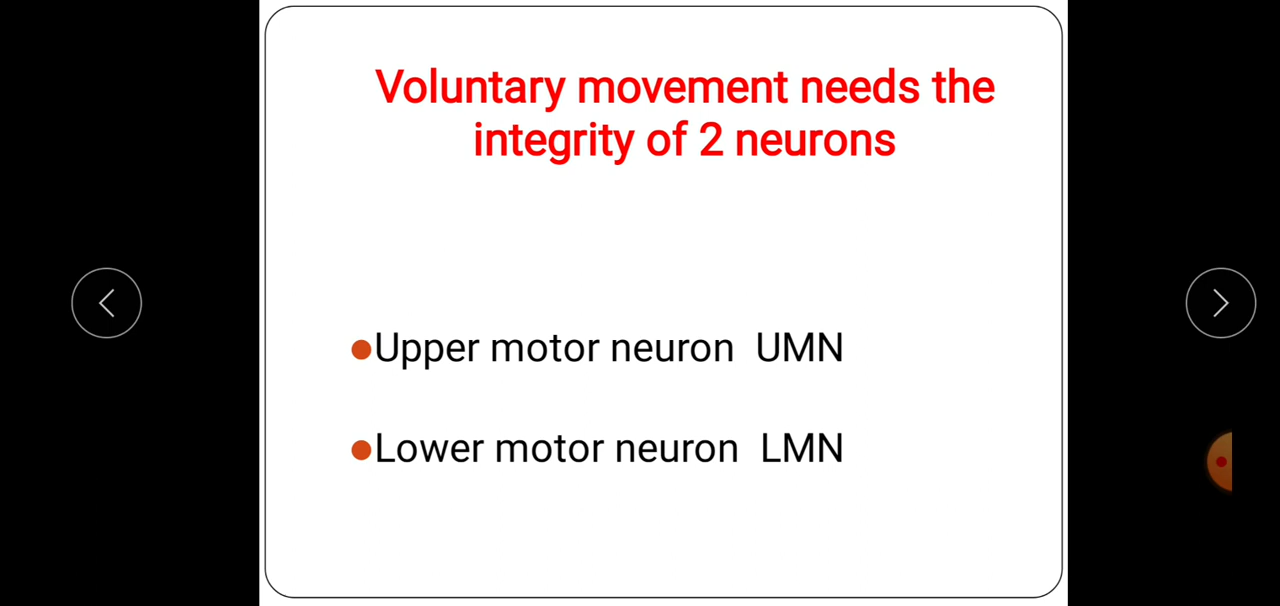 Voluntary movement needs the
integrity of 2 neurons
Upper motor neuron UMN
Lower motor neuron LMN